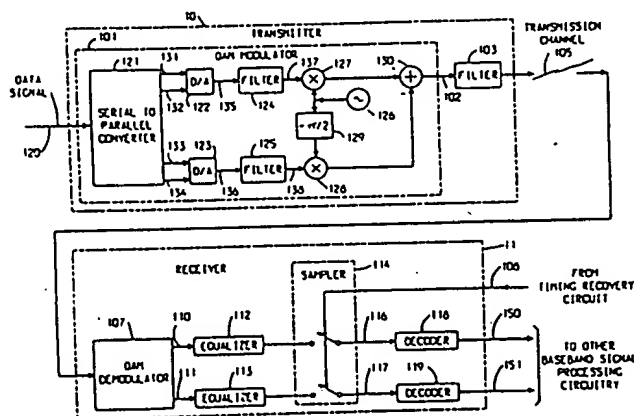 10
101
TRANSMITTER
QAM MODULATOR
TRANSMISSION
CHANNEL
105
DATA
SIGNAL
120
121
SERIAL TO
PARALLEL
CONVERTER
131
132
D/A
122
135
FILTER
124
137
127
130
126
-π/2
129
102
103
FILTER
133
134
123
D/A
136
125
FILTER
138
128
11
RECEIVER
SAMPLER
114
106
FROM
TIMING RECOVERY
CIRCUIT
107
QAM
DEMODULATOR
110
112
EQUALIZER
116
118
DECODER
150
TO OTHER
BASEBAND SIGNAL
PROCESSING
CIRCUITRY
111
113
EQUALIZER
117
119
DECODER
151